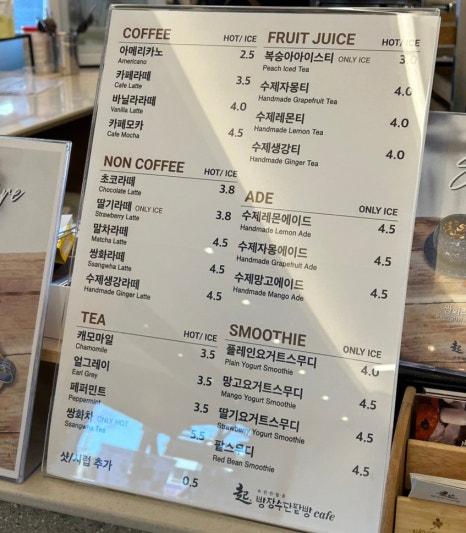 COFFEE HOT/ ICE
아메리카노 2.5
Americano
카페라떼 3.5
Cafe Latte
바닐라라떼 4.0
Vanilla Latte
카페모카 4.5
Cafe Mocha
NON COFFEE HOT/ ICE
초코라떼 3.8
Chocolate Latte
딸기라떼 ONLY ICE 3.8
Strawberry Latte
말차라떼 4.5
Matcha Latte
쌍화라떼 4.5
Ssangwha Latte
수제생강라떼 4.5
Handmade Ginger Latte
TEA HOT/ ICE
캐모마일 3.5
Chamomile
얼그레이 3.5
Earl Grey
페퍼민트 3.5
Peppermint
쌍화차 ONLY HOT 5.5
Ssangwha Tea
샷/시럽 추가 0.5
FRUIT JUICE HOT/ ICE
복숭아아이스티 ONLY ICE 3.0
Peach Iced Tea
수제자몽티 4.0
Handmade Grapefruit Tea
수제레몬티 4.0
Handmade Lemon Tea
수제생강티 4.0
Handmade Ginger Tea
ADE ONLY ICE
수제레몬에이드 4.5
Handmade Lemon Ade
수제자몽에이드 4.5
Handmade Grapefruit Ade
수제망고에이드 4.5
Handmade Mango Ade
SMOOTHIE ONLY ICE
플레인요거트스무디 4.0
Plain Yogurt Smoothie
망고요거트스무디 4.5
Mango Yogurt Smoothie
딸기요거트스무디 4.5
Strawberry Yogurt Smoothie
팥스무디 4.5
Red Bean Smoothie
빵장수단팥빵 cafe